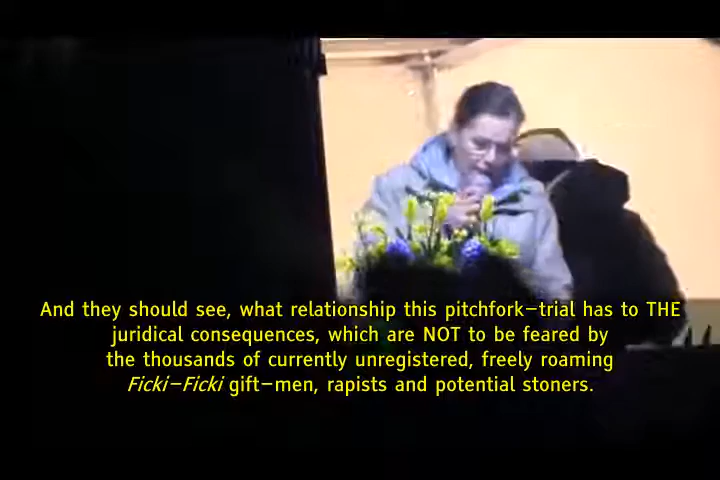 And they should see, what relationship this pitchfork-trial has to THE
juridical consequences, which are NOT to be feared by
the thousands of currently unregistered, freely roaming
Ficki-Ficki gift-men, rapists and potential stoners.